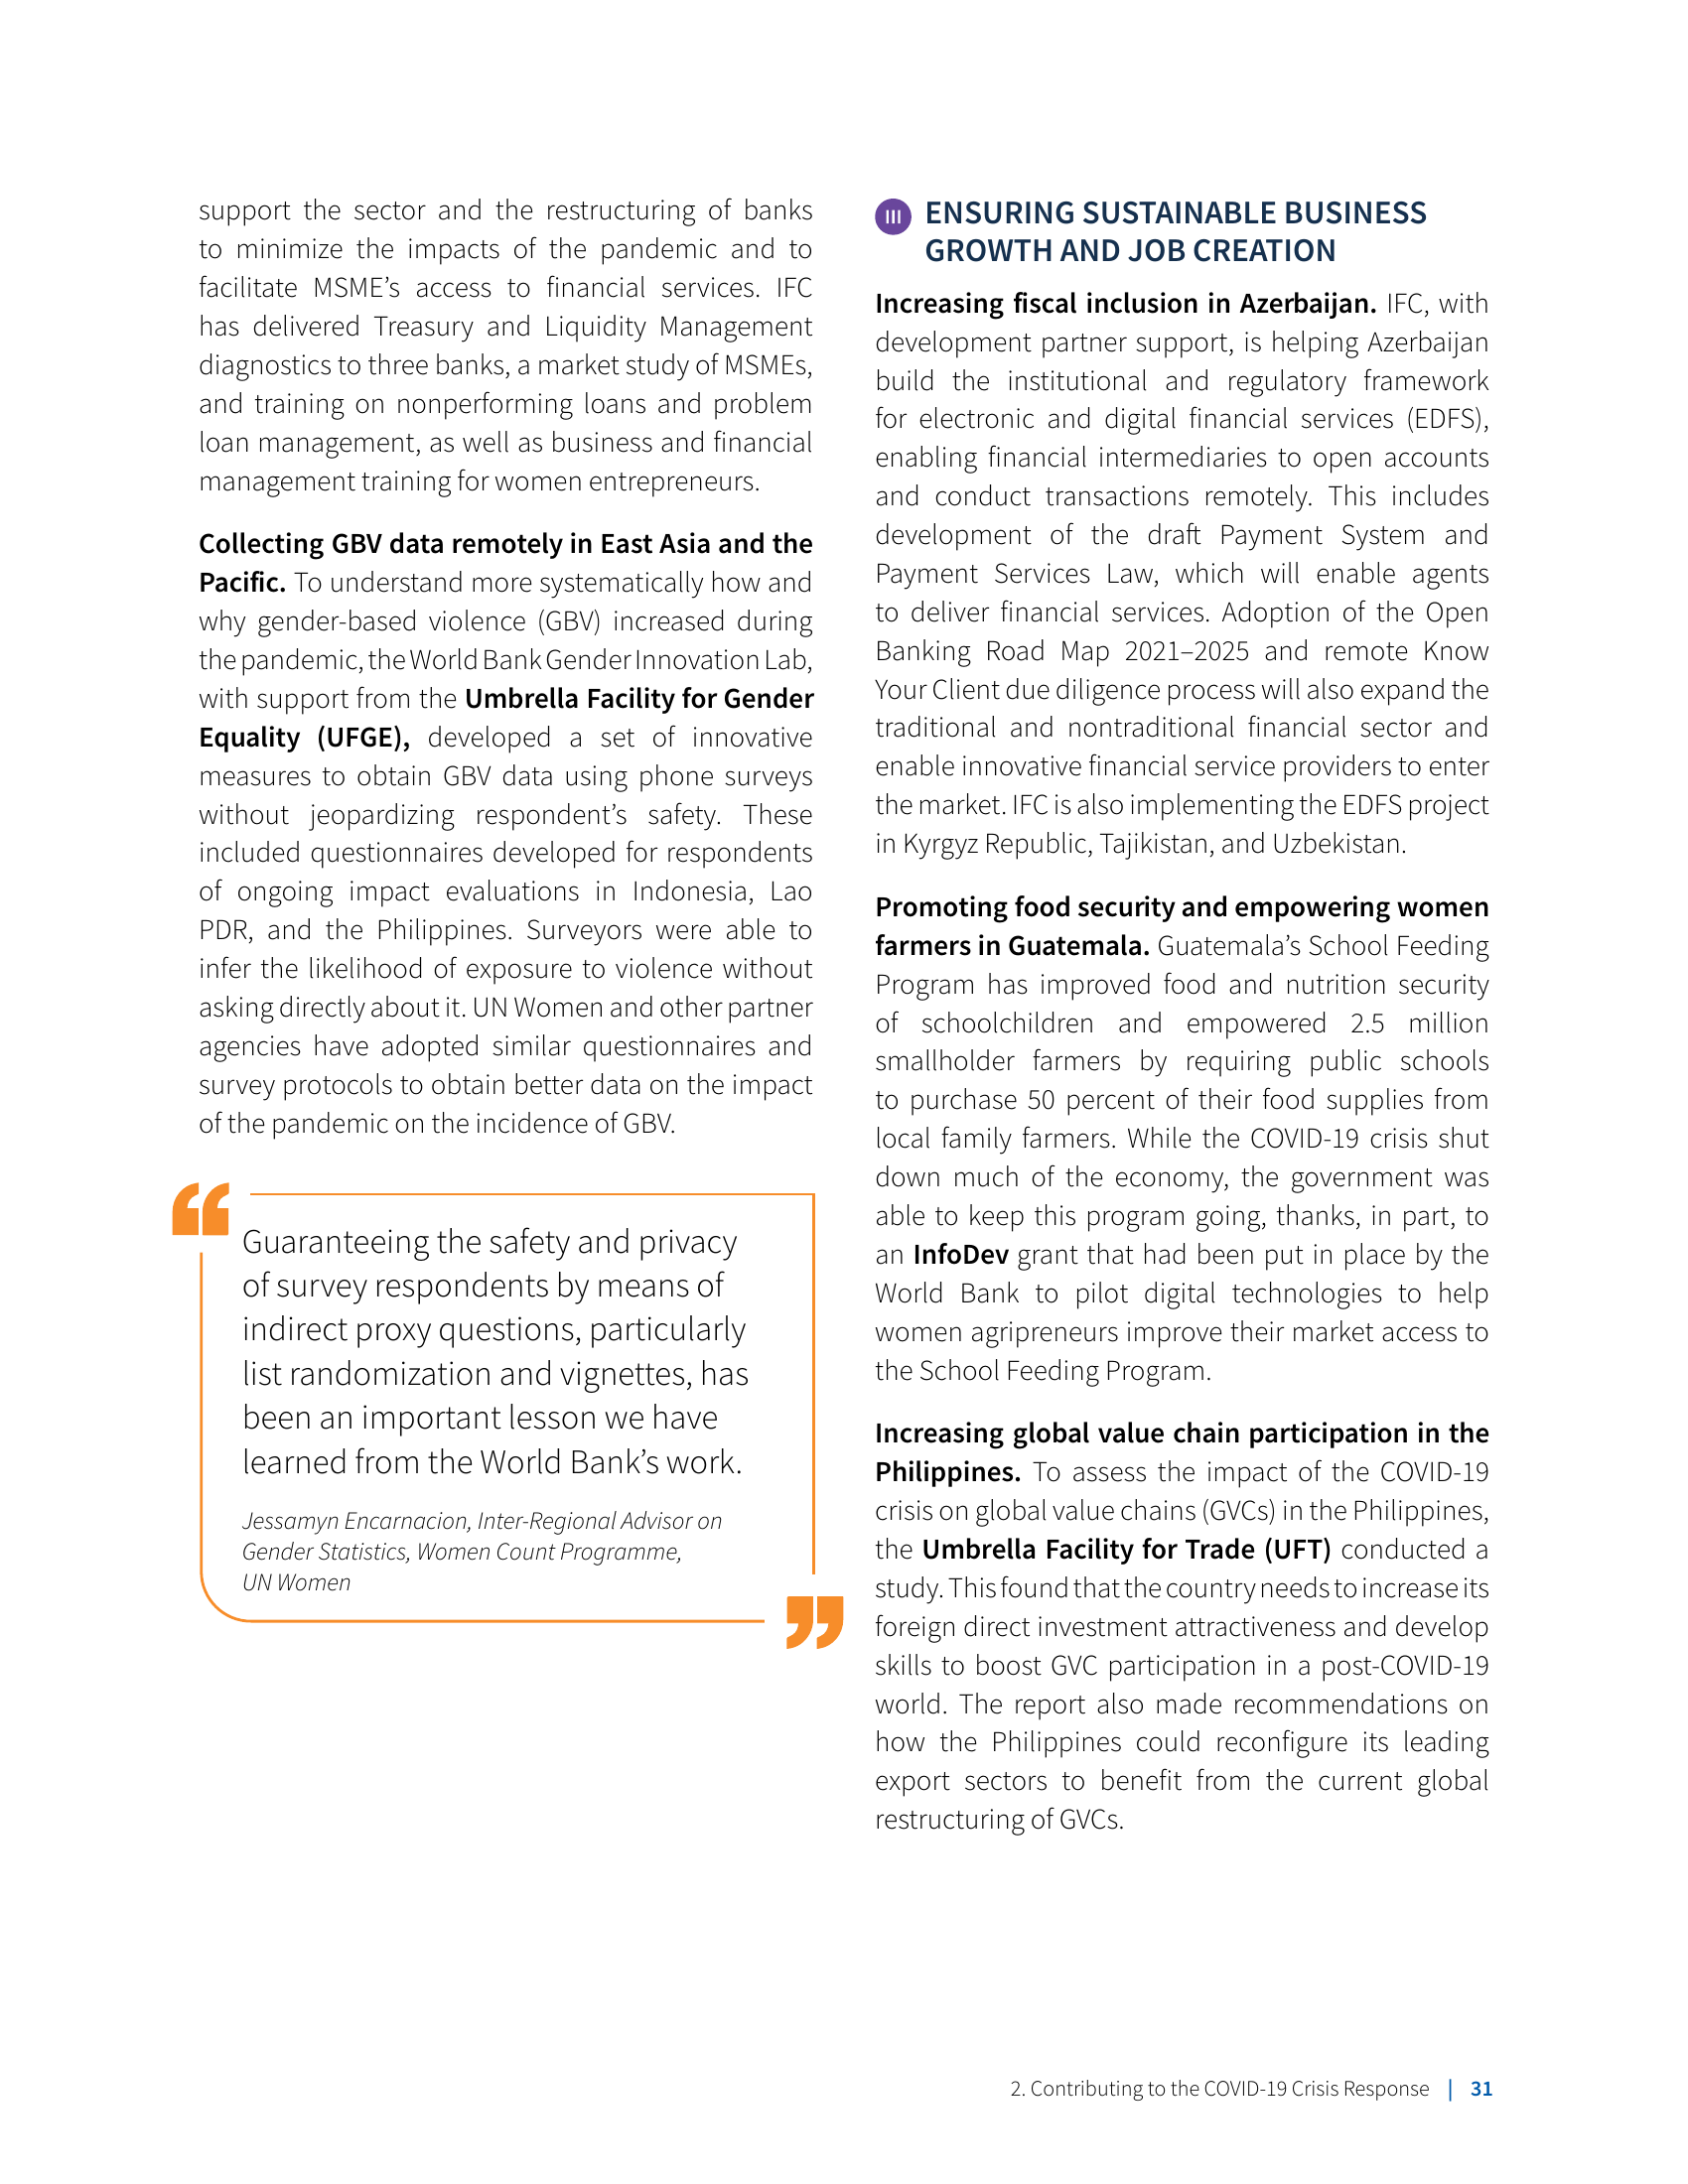 support the sector and the restructuring of banks
to minimize the impacts of the pandemic and to
facilitate MSME’s access to financial services. IFC
has delivered Treasury and Liquidity Management
diagnostics to three banks, a market study of MSMEs,
and training on nonperforming loans and problem
loan management, as well as business and financial
management training for women entrepreneurs.
Collecting GBV data remotely in East Asia and the
Pacific. To understand more systematically how and
why gender-based violence (GBV) increased during
the pandemic, the World Bank Gender Innovation Lab,
with support from the Umbrella Facility for Gender
Equality (UFGE), developed a set of innovative
measures to obtain GBV data using phone surveys
without jeopardizing respondent’s safety. These
included questionnaires developed for respondents
of ongoing impact evaluations in Indonesia, Lao
PDR, and the Philippines. Surveyors were able to
infer the likelihood of exposure to violence without
asking directly about it. UN Women and other partner
agencies have adopted similar questionnaires and
survey protocols to obtain better data on the impact
of the pandemic on the incidence of GBV.
“
Guaranteeing the safety and privacy
of survey respondents by means of
indirect proxy questions, particularly
list randomization and vignettes, has
been an important lesson we have
learned from the World Bank’s work.
Jessamyn Encarnacion, Inter-Regional Advisor on
Gender Statistics, Women Count Programme,
UN Women
”
III ENSURING SUSTAINABLE BUSINESS
GROWTH AND JOB CREATION
Increasing fiscal inclusion in Azerbaijan. IFC, with
development partner support, is helping Azerbaijan
build the institutional and regulatory framework
for electronic and digital financial services (EDFS),
enabling financial intermediaries to open accounts
and conduct transactions remotely. This includes
development of the draft Payment System and
Payment Services Law, which will enable agents
to deliver financial services. Adoption of the Open
Banking Road Map 2021–2025 and remote Know
Your Client due diligence process will also expand the
traditional and nontraditional financial sector and
enable innovative financial service providers to enter
the market. IFC is also implementing the EDFS project
in Kyrgyz Republic, Tajikistan, and Uzbekistan.
Promoting food security and empowering women
farmers in Guatemala. Guatemala’s School Feeding
Program has improved food and nutrition security
of schoolchildren and empowered 2.5 million
smallholder farmers by requiring public schools
to purchase 50 percent of their food supplies from
local family farmers. While the COVID-19 crisis shut
down much of the economy, the government was
able to keep this program going, thanks, in part, to
an InfoDev grant that had been put in place by the
World Bank to pilot digital technologies to help
women agripreneurs improve their market access to
the School Feeding Program.
Increasing global value chain participation in the
Philippines. To assess the impact of the COVID-19
crisis on global value chains (GVCs) in the Philippines,
the Umbrella Facility for Trade (UFT) conducted a
study. This found that the country needs to increase its
foreign direct investment attractiveness and develop
skills to boost GVC participation in a post-COVID-19
world. The report also made recommendations on
how the Philippines could reconfigure its leading
export sectors to benefit from the current global
restructuring of GVCs.
2. Contributing to the COVID-19 Crisis Response | 31